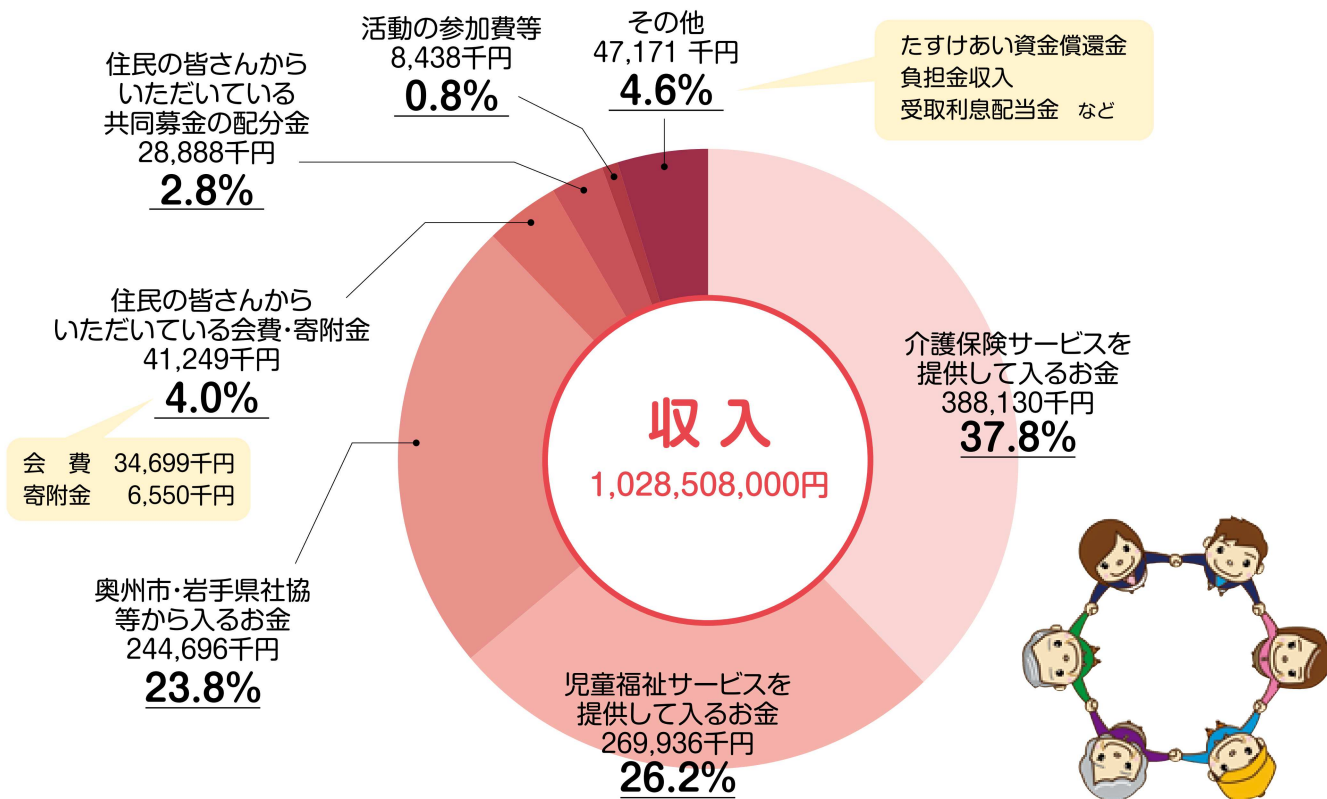 活動の参加費等
8,438千円
0.8%
その他
47,171 千円
4.6%
たすけあい資金償還金
負担金収入
受取利息配当金 など
住民の皆さんから
いただいている
共同募金の配分金
28,888千円
2.8%
住民の皆さんから
いただいている会費・寄附金
41,249千円
4.0%
会 費 34,699千円
寄附金 6,550千円
収入
1,028,508,000円
介護保険サービスを
提供して入るお金
388,130千円
37.8%
奥州市・岩手県社協
等から入るお金
244,696千円
23.8%
児童福祉サービスを
提供して入るお金
269,936千円
26.2%